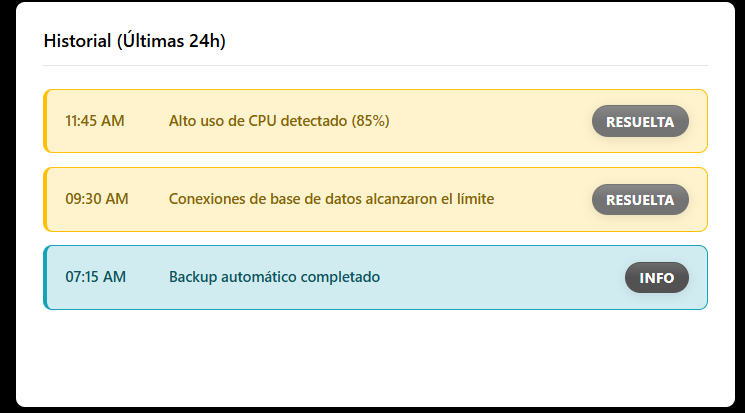 Historial (Últimas 24h)
11:45 AM Alto uso de CPU detectado (85%) RESUELTA
09:30 AM Conexiones de base de datos alcanzaron el límite RESUELTA
07:15 AM Backup automático completado INFO